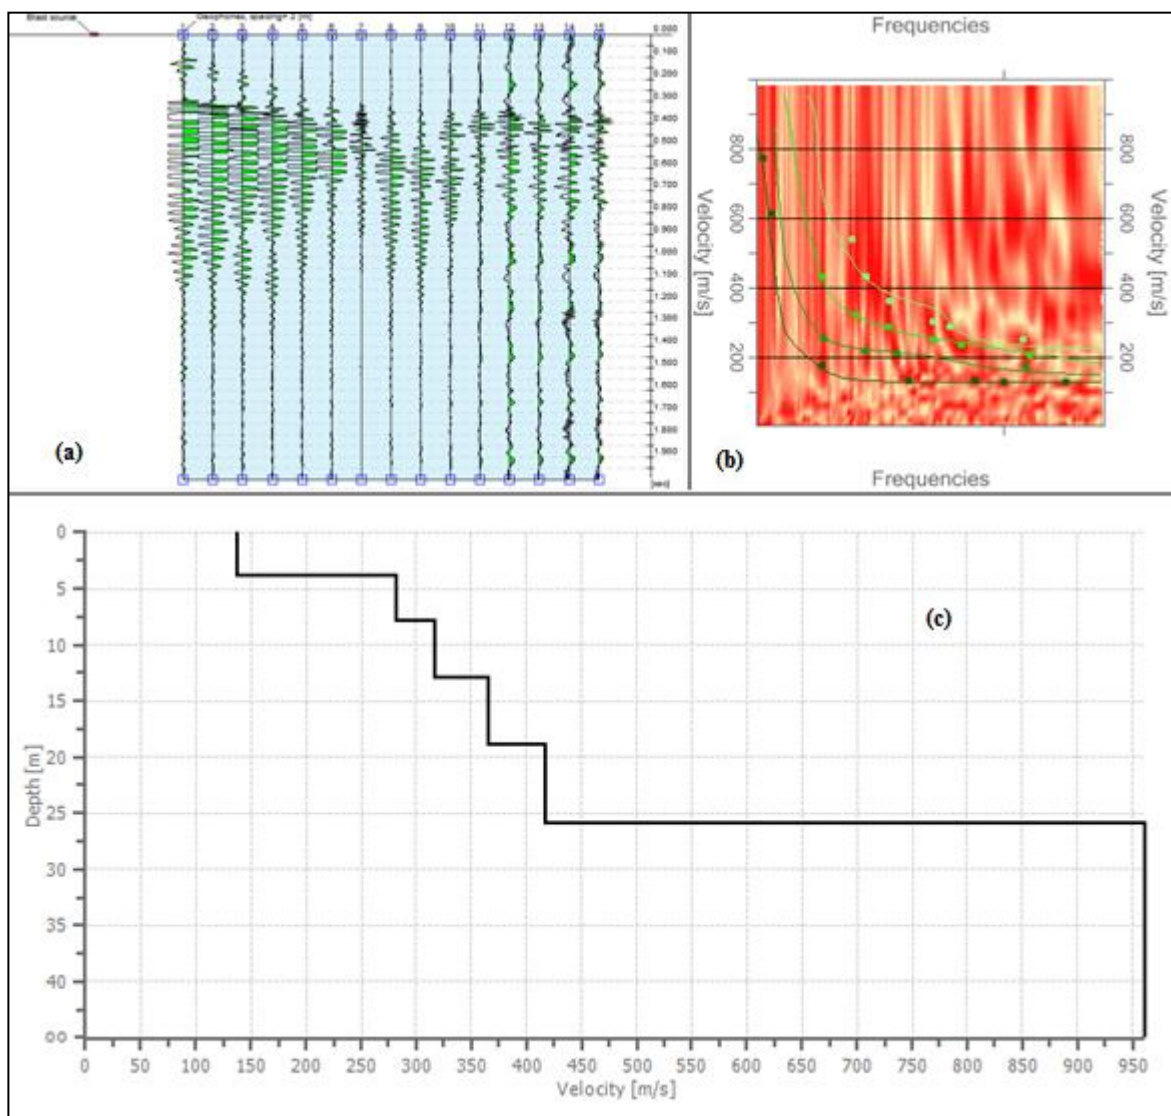 Blast source
Geophones, spacing= 2 [m]
1 2 3 4 5 6 7 8 9 10 11 12 13 14 15
0.000
0.100
0.200
0.300
0.400
0.500
0.600
0.700
0.800
0.900
1.000
1.100
1.200
1.300
1.400
1.500
1.600
1.700
1.800
1.900
[sec]
(a)
Frequencies
800
600
400
200
Velocity [m/s]
800
600
400
200
Velocity [m/s]
(b)
Frequencies
0
5
10
15
20
25
30
35
40
00
Depth [m]
(c)
0 50 100 150 200 250 300 350 400 450 500 550 600 650 700 750 800 850 900 950
Velocity [m/s]